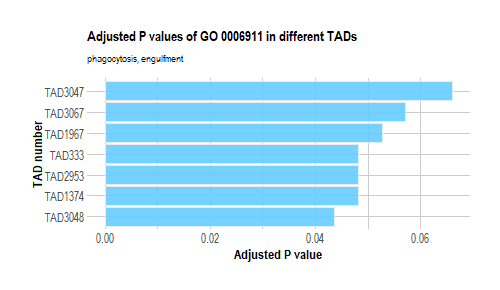 Adjusted P values of GO 0006911 in different TADs
phagocytosis, engulfment
TAD number
TAD3047
TAD3067
TAD1967
TAD333
TAD2953
TAD1374
TAD3048
0.00 0.02 0.04 0.06
Adjusted P value